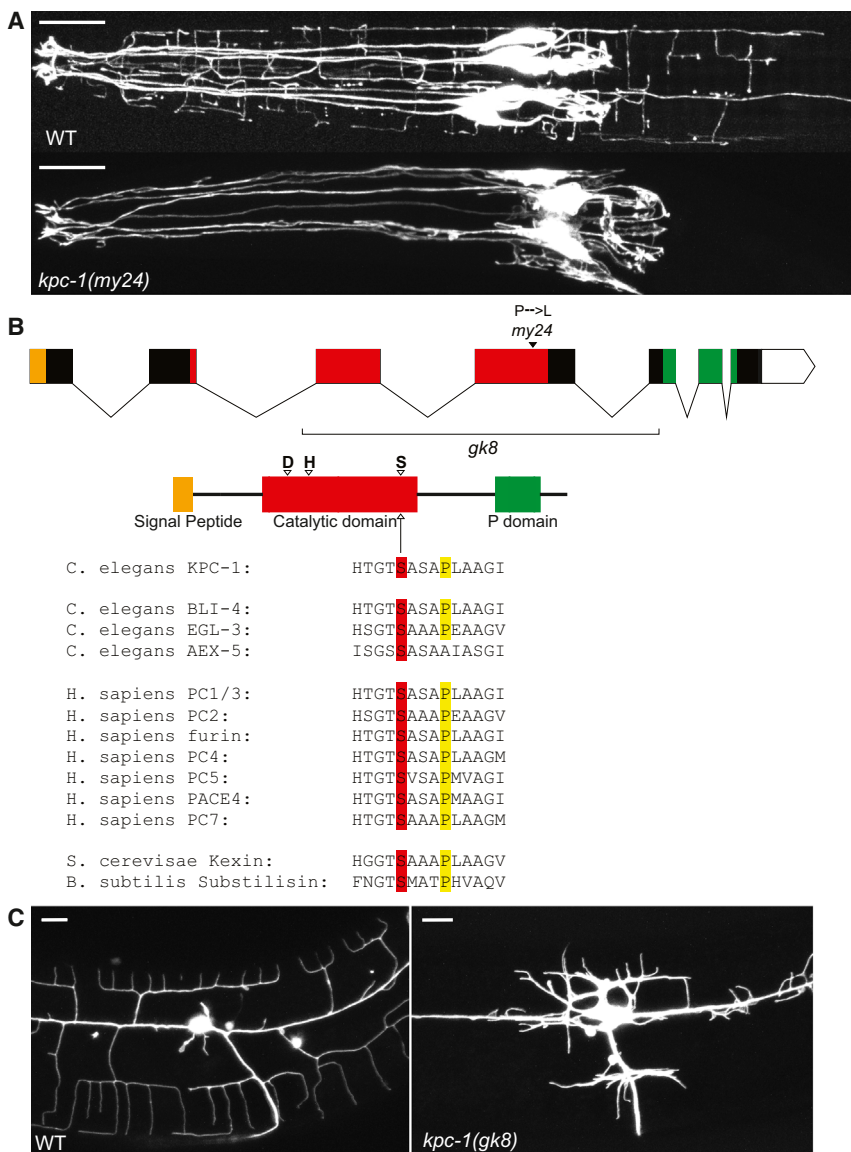 A
WT
kpc-1(my24)
B
P-->L
my24
gk8
D H S
Signal Peptide Catalytic domain P domain
C. elegans KPC-1: HTGTSASAPLAAGI
C. elegans BLI-4: HTGTSASAPLAAGI
C. elegans EGL-3: HSGTSAAAPEAAGV
C. elegans AEX-5: ISGSSASAAIASGI
H. sapiens PC1/3: HTGTSASAPLAAGI
H. sapiens PC2: HSGTSAAAPEAAGV
H. sapiens furin: HTGTSASAPLAAGI
H. sapiens PC4: HTGTSASAPLAAGM
H. sapiens PC5: HTGTSVSAPMVAGI
H. sapiens PACE4: HTGTSASAPMAAGI
H. sapiens PC7: HTGTSAAAPLAAGM
S. cerevisae Kexin: HGGTSAAAPLAAGV
B. subtilis Substilisin: FNGTSMATPHVAQV
C
WT
kpc-1(gk8)